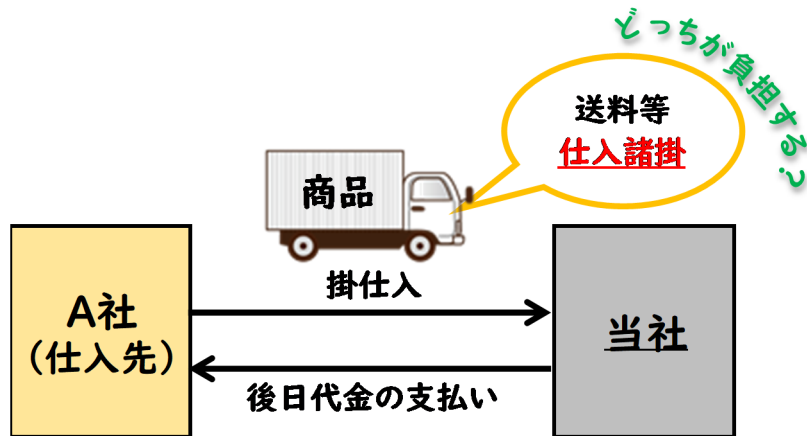 どっちが負担する？
送料等
仕入諸掛
商品
掛仕入
A社
（仕入先）
当社
後日代金の支払い